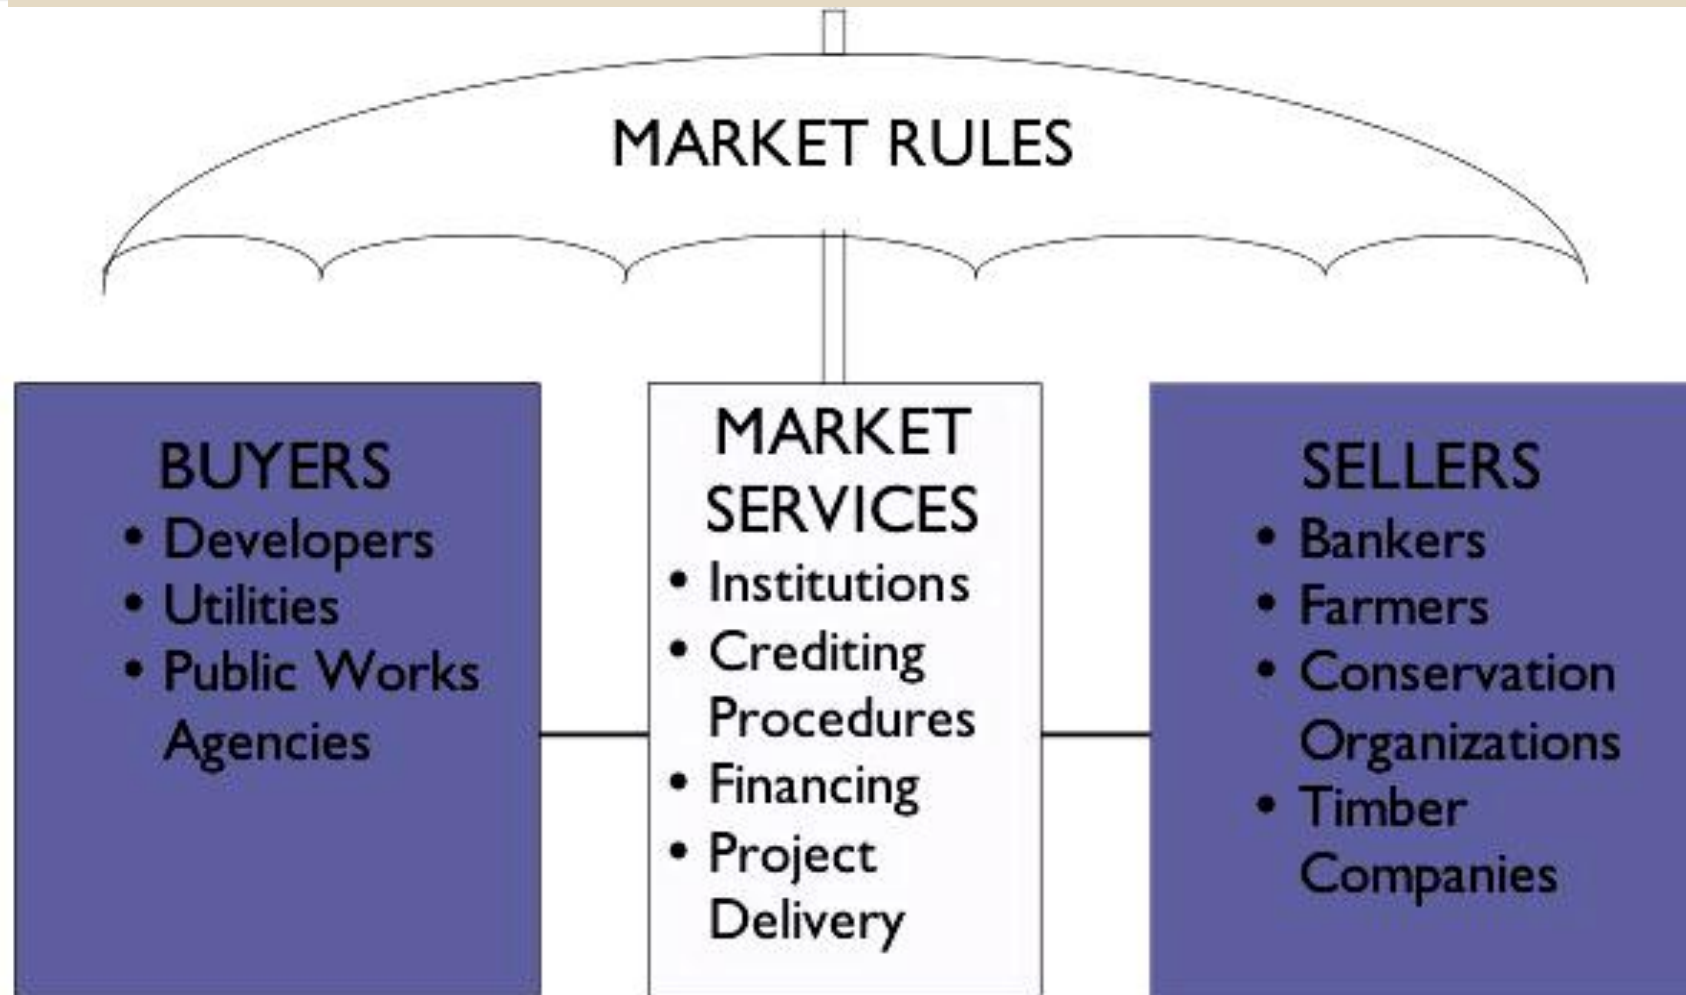 MARKET RULES
BUYERS
• Developers
• Utilities
• Public Works
Agencies
MARKET
SERVICES
• Institutions
• Crediting
Procedures
• Financing
• Project
Delivery
SELLERS
• Bankers
• Farmers
• Conservation
Organizations
• Timber
Companies